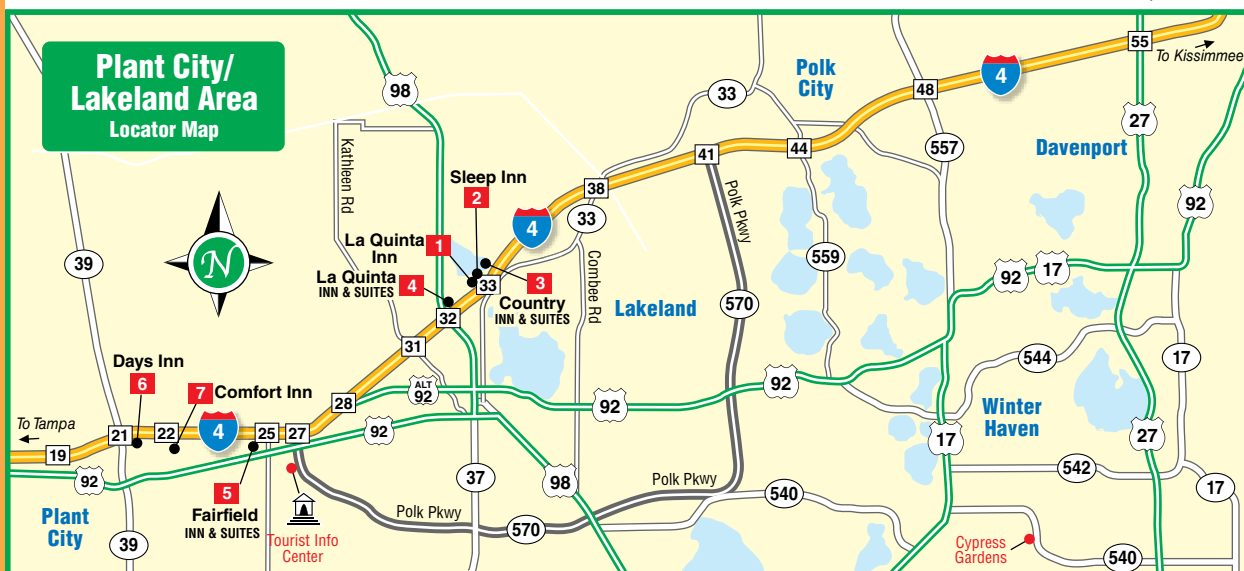 Plant City/
Lakeland Area
Locator Map
98
33
Polk
City
48
4
55
To Kissimmee
27
557
Davenport
Kathleen Rd
Sleep Inn
2
41
44
38
33
4
Polk Pkwy
92
39
N
La Quinta
Inn
1
La Quinta
INN & SUITES
4
33
3
Country
INN & SUITES
Combee Rd
Lakeland
570
559
92
17
32
31
Days Inn
6
7
Comfort Inn
28
ALT
92
92
92
544
17
Winter
Haven
To Tampa
19
21
22
4
25
27
92
17
27
92
5
Fairfield
INN & SUITES
Tourist Info
Center
37
98
Polk Pkwy
540
542
17
Plant
City
39
Polk Pkwy
570
Cypress
Gardens
540